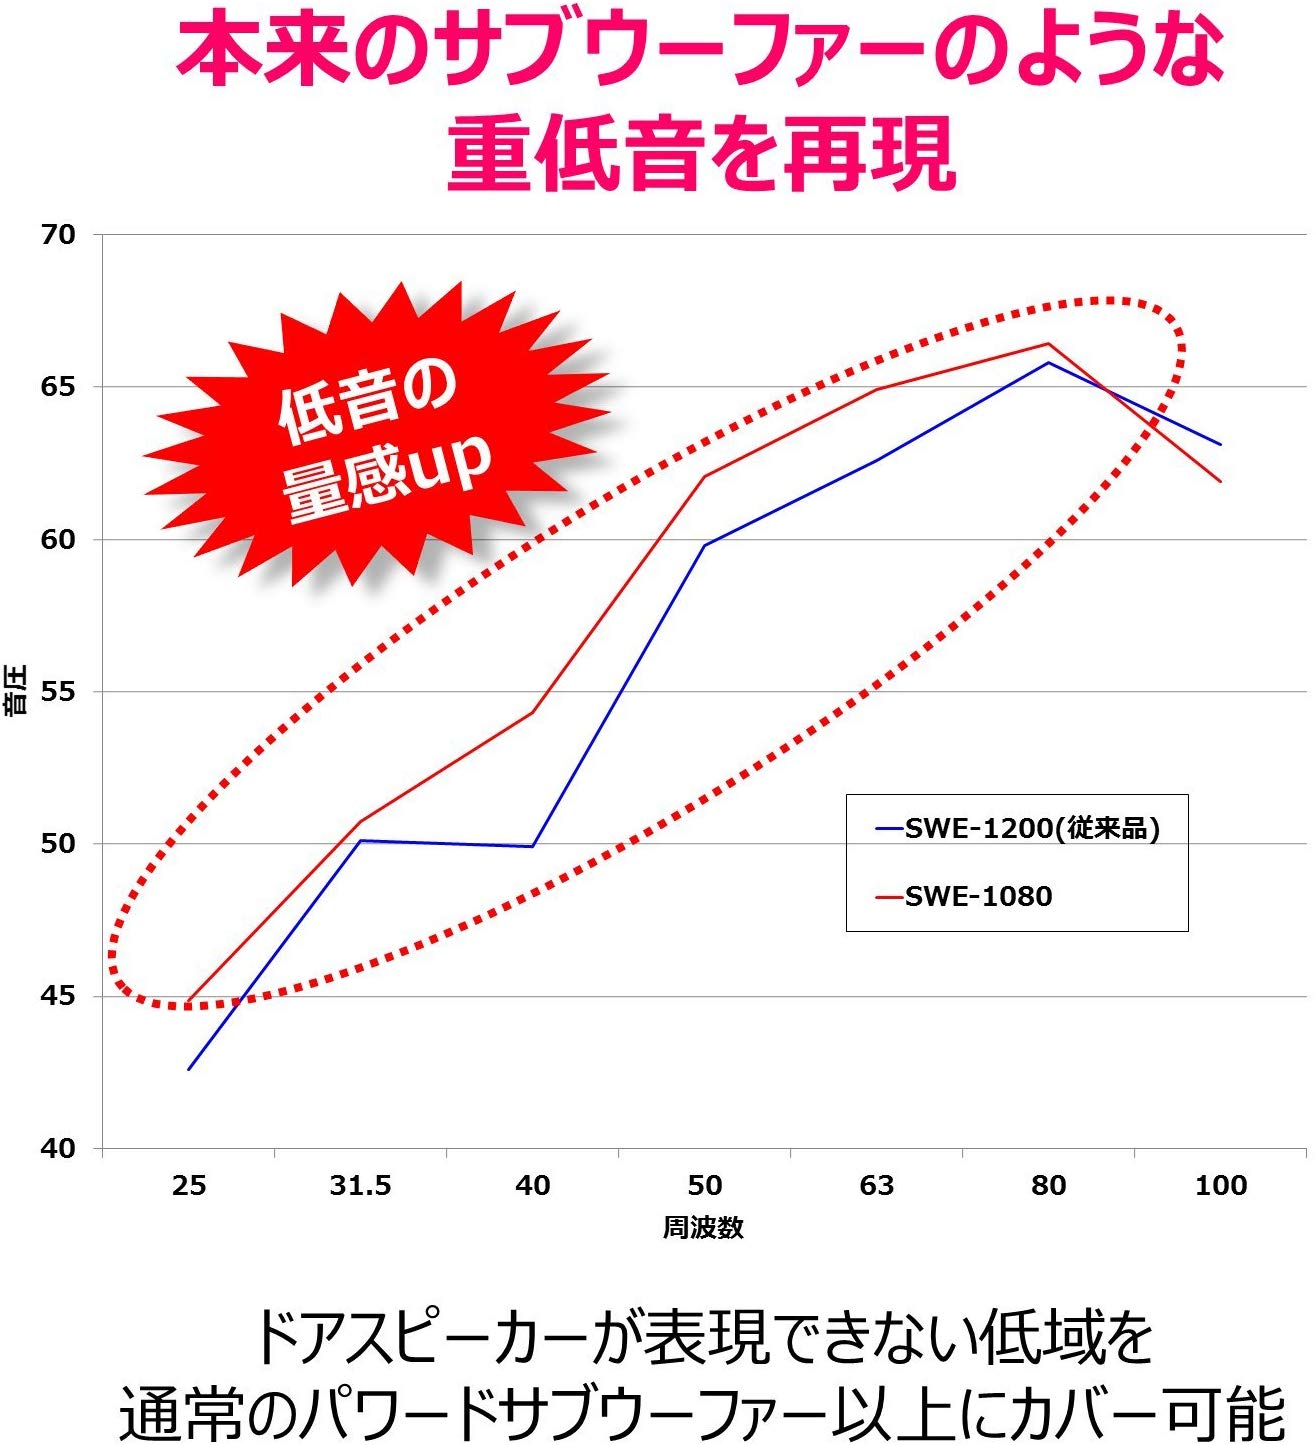 本来のサブウーファーのような
重低音を再現
70
65
60
55
50
45
40
音圧
低音の
量感up
SWE-1200(従来品)
SWE-1080
25 31.5 40 50 63 80 100
周波数
ドアスピーカーが表現できない低域を
通常のパワードサブウーファー以上にカバー可能